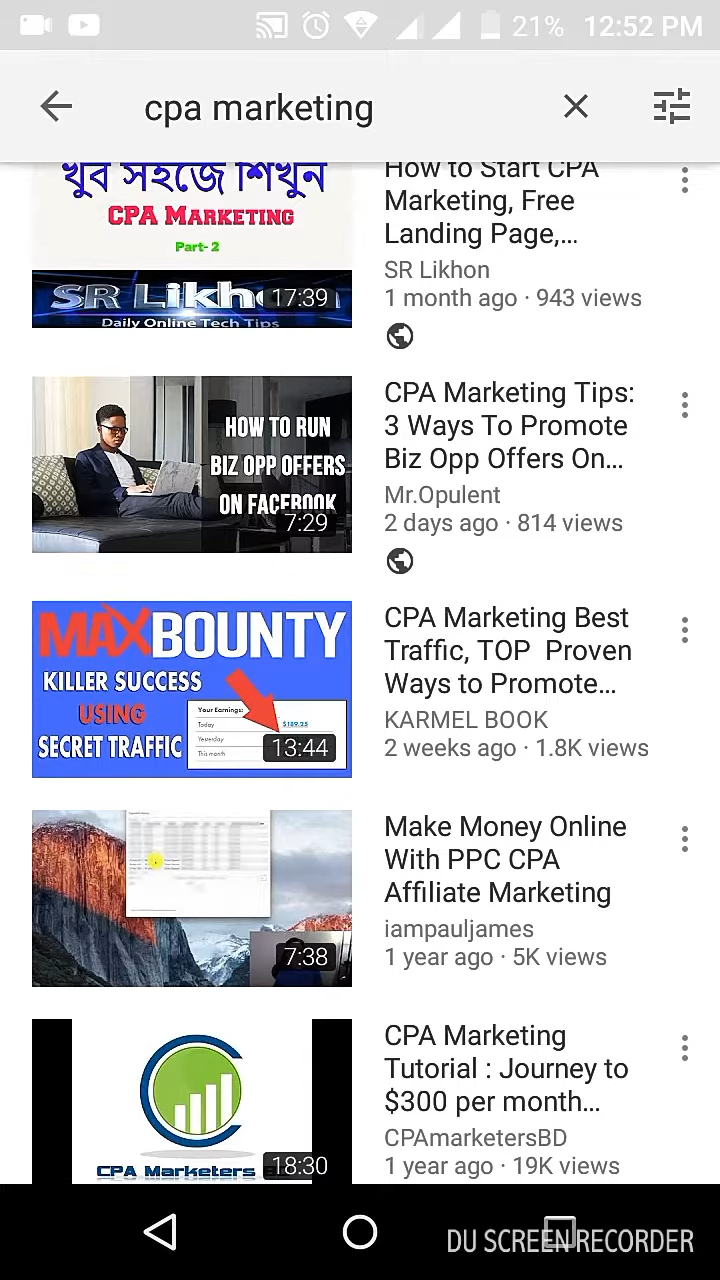 21% 12:52 PM
cpa marketing
খুব সহজে শিখুন
CPA MARKETING
Part- 2
SR Likh
17:39
Daily Online Tech Tips
How to Start CPA
Marketing, Free
Landing Page,...
SR Likhon
1 month ago · 943 views
HOW TO RUN
BIZ OPP OFFERS
ON FACEBOOK
7:29
CPA Marketing Tips:
3 Ways To Promote
Biz Opp Offers On...
Mr.Opulent
2 days ago · 814 views
MAXBOUNTY
KILLER SUCCESS
USING
SECRET TRAFFIC
Your Earnings:
Today $189.25
Yesterday
This month
13:44
CPA Marketing Best
Traffic, TOP Proven
Ways to Promote...
KARMEL BOOK
2 weeks ago · 1.8K views
7:38
Make Money Online
With PPC CPA
Affiliate Marketing
iampauljames
1 year ago · 5K views
CPA Marketers B
18:30
CPA Marketing
Tutorial : Journey to
$300 per month...
CPAmarketersBD
1 year ago · 19K views
DU SCREEN RECORDER